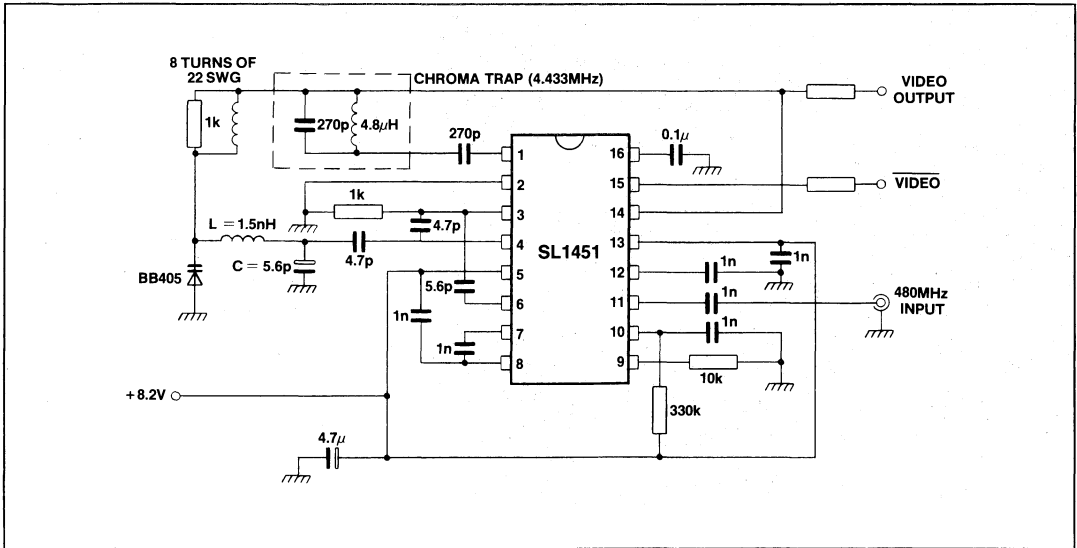 8 TURNS OF
22 SWG
CHROMA TRAP (4.433MHz)
VIDEO
OUTPUT
1k
270p
4.8μH
270p
0.1μ
1
16
2
15
VIDEO
1k
3
14
L = 1.5nH
4.7p
SL1451
4
13
C = 5.6p
4.7p
1n
5
12
1n
BB405
5.6p
480MHz
INPUT
6
11
1n
1n
7
10
1n
1n
8
9
10k
+8.2V
330k
4.7μ